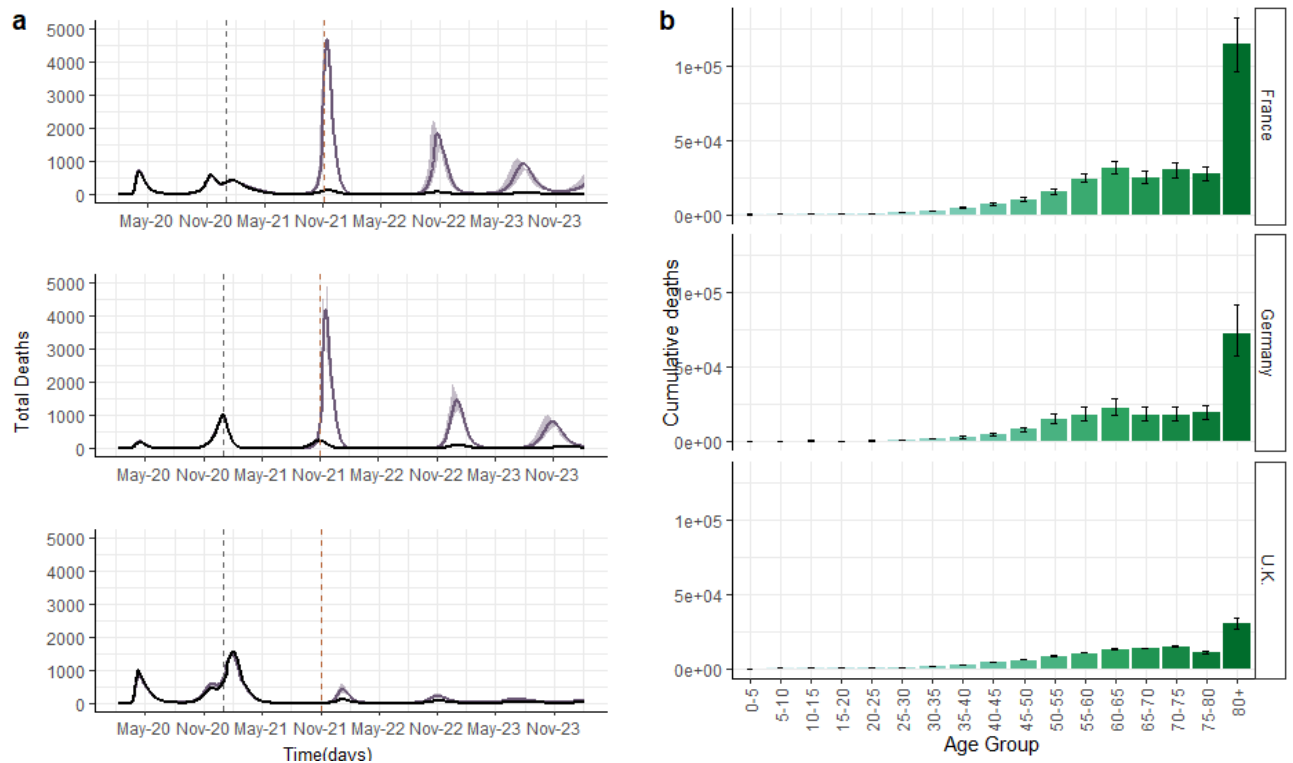 a
5000
4000
3000
2000
1000
0
May-20 Nov-20 May-21 Nov-21 May-22 Nov-22 May-23 Nov-23
5000
4000
3000
2000
1000
0
May-20 Nov-20 May-21 Nov-21 May-22 Nov-22 May-23 Nov-23
5000
4000
3000
2000
1000
0
May-20 Nov-20 May-21 Nov-21 May-22 Nov-22 May-23 Nov-23
Total Deaths
Time(days)
b
1e+05
5e+04
0e+00
France
1e+05
5e+04
0e+00
Germany
1e+05
5e+04
0e+00
U.K.
Cumulative deaths
0-5 5-10 10-15 15-20 20-25 25-30 30-35 35-40 40-45 45-50 50-55 55-60 60-65 65-70 70-75 75-80 80+
Age Group